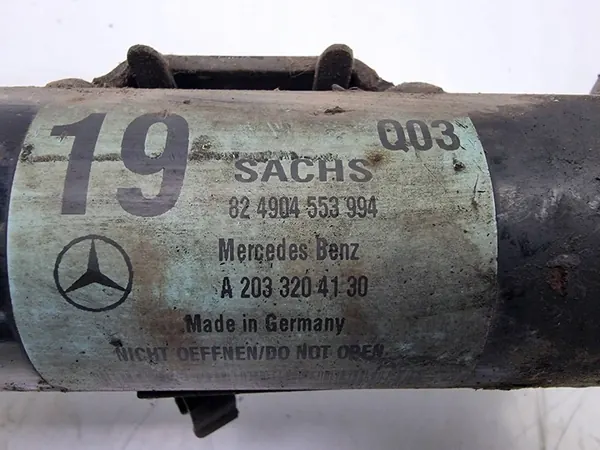 19 Q03
SACHS
82 4904 553 994
Mercedes Benz
A 203 320 41 30
Made in Germany
NICHT OEFFNEN/DO NOT OPEN